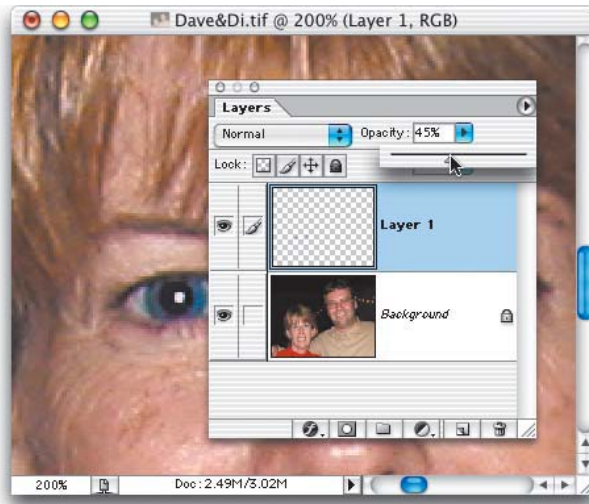 Dave&Di.tif @ 200% (Layer 1, RGB)
Layers
Normal Opacity: 45%
Lock:
Layer 1
Background
200% Doc: 2.49M/3.02M